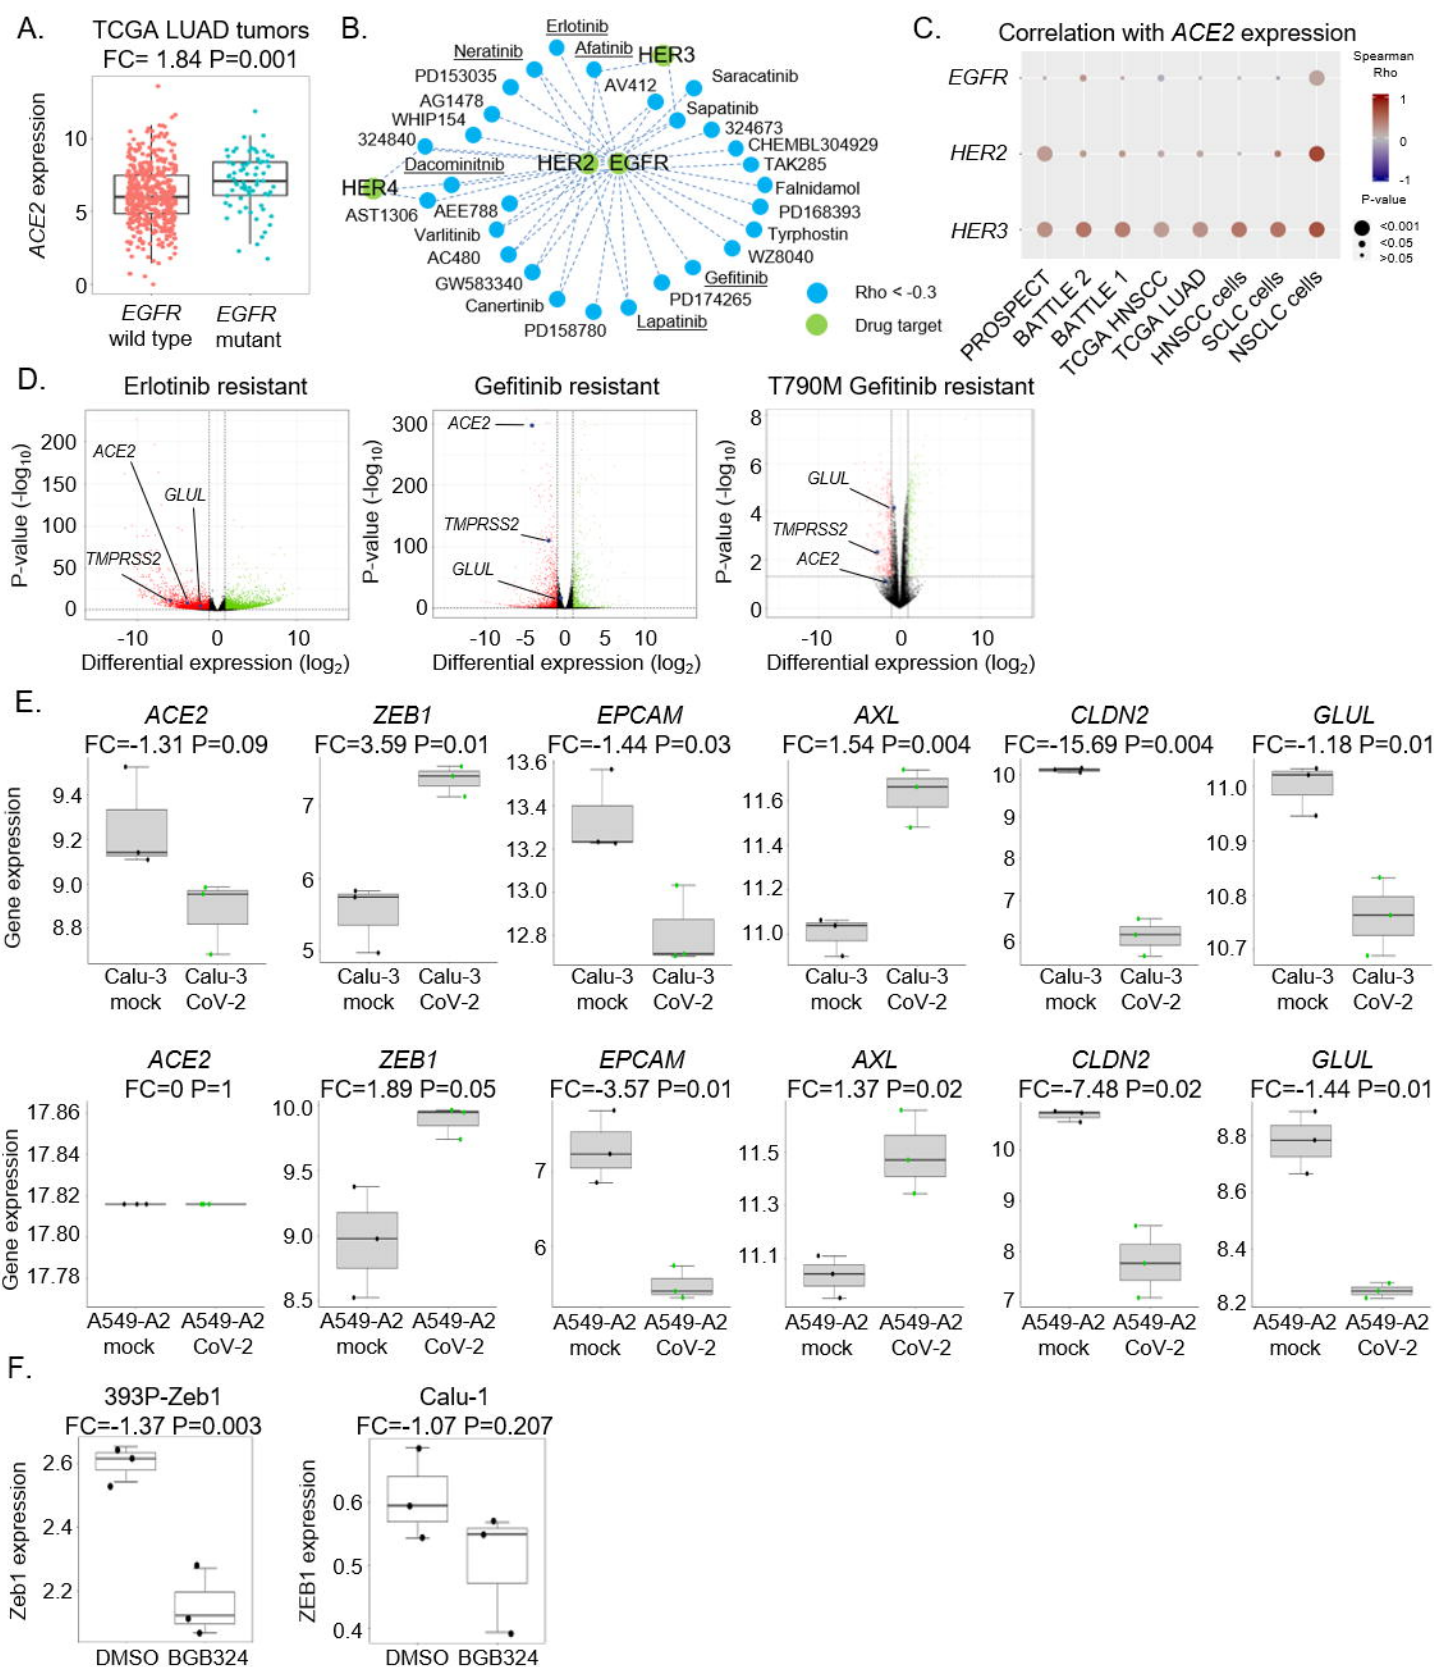 A.
TCGA LUAD tumors
FC= 1.84 P=0.001
ACE2 expression
10
5
0
EGFR
wild type
EGFR
mutant
B.
Erlotinib
Neratinib
Afatinib
HER3
PD153035
AV412
Saracatinib
AG1478
Sapatinib
WHIP154
324673
324840
CHEMBL304929
Dacominitnib
HER2
EGFR
TAK285
HER4
Falnidamol
AST1306
AEE788
PD168393
Varlitinib
Tyrphostin
AC480
WZ8040
GW583340
Gefitinib
Canertinib
PD174265
PD158780
Lapatinib
Rho < -0.3
Drug target
C.
Correlation with ACE2 expression
EGFR
HER2
HER3
PROSPECT
BATTLE 2
BATTLE 1
TCGA HNSCC
TCGA LUAD
HNSCC cells
SCLC cells
NSCLC cells
Spearman
Rho
1
0
-1
P-value
<0.001
<0.05
>0.05
D.
Erlotinib resistant
P-value (-log10)
200
150
100
50
0
ACE2
GLUL
TMPRSS2
-10
0
10
Differential expression (log2)
Gefitinib resistant
P-value (-log10)
300
200
100
0
ACE2
TMPRSS2
GLUL
-10
-5
0
5
10
Differential expression (log2)
T790M Gefitinib resistant
P-value (-log10)
8
6
4
2
0
GLUL
TMPRSS2
ACE2
-10
0
10
Differential expression (log2)
E.
Gene expression
ACE2
FC=-1.31 P=0.09
9.4
9.2
9.0
8.8
Calu-3 Calu-3
mock CoV-2
ZEB1
FC=3.59 P=0.01
7
6
5
Calu-3 Calu-3
mock CoV-2
EPCAM
FC=-1.44 P=0.03
13.6
13.4
13.2
13.0
12.8
Calu-3 Calu-3
mock CoV-2
AXL
FC=1.54 P=0.004
11.6
11.4
11.2
11.0
Calu-3 Calu-3
mock CoV-2
CLDN2
FC=-15.69 P=0.004
10
9
8
7
6
Calu-3 Calu-3
mock CoV-2
GLUL
FC=-1.18 P=0.01
11.0
10.9
10.8
10.7
Calu-3 Calu-3
mock CoV-2
Gene expression
ACE2
FC=0 P=1
17.86
17.84
17.82
17.80
17.78
A549-A2 A549-A2
mock CoV-2
ZEB1
FC=1.89 P=0.05
10.0
9.5
9.0
8.5
A549-A2 A549-A2
mock CoV-2
EPCAM
FC=-3.57 P=0.01
7
6
A549-A2 A549-A2
mock CoV-2
AXL
FC=1.37 P=0.02
11.5
11.3
11.1
A549-A2 A549-A2
mock CoV-2
CLDN2
FC=-7.48 P=0.02
10
9
8
7
A549-A2 A549-A2
mock CoV-2
GLUL
FC=-1.44 P=0.01
8.8
8.6
8.4
8.2
A549-A2 A549-A2
mock CoV-2
F.
393P-Zeb1
FC=-1.37 P=0.003
Zeb1 expression
2.6
2.4
2.2
DMSO BGB324
Calu-1
FC=-1.07 P=0.207
ZEB1 expression
0.6
0.5
0.4
DMSO BGB324